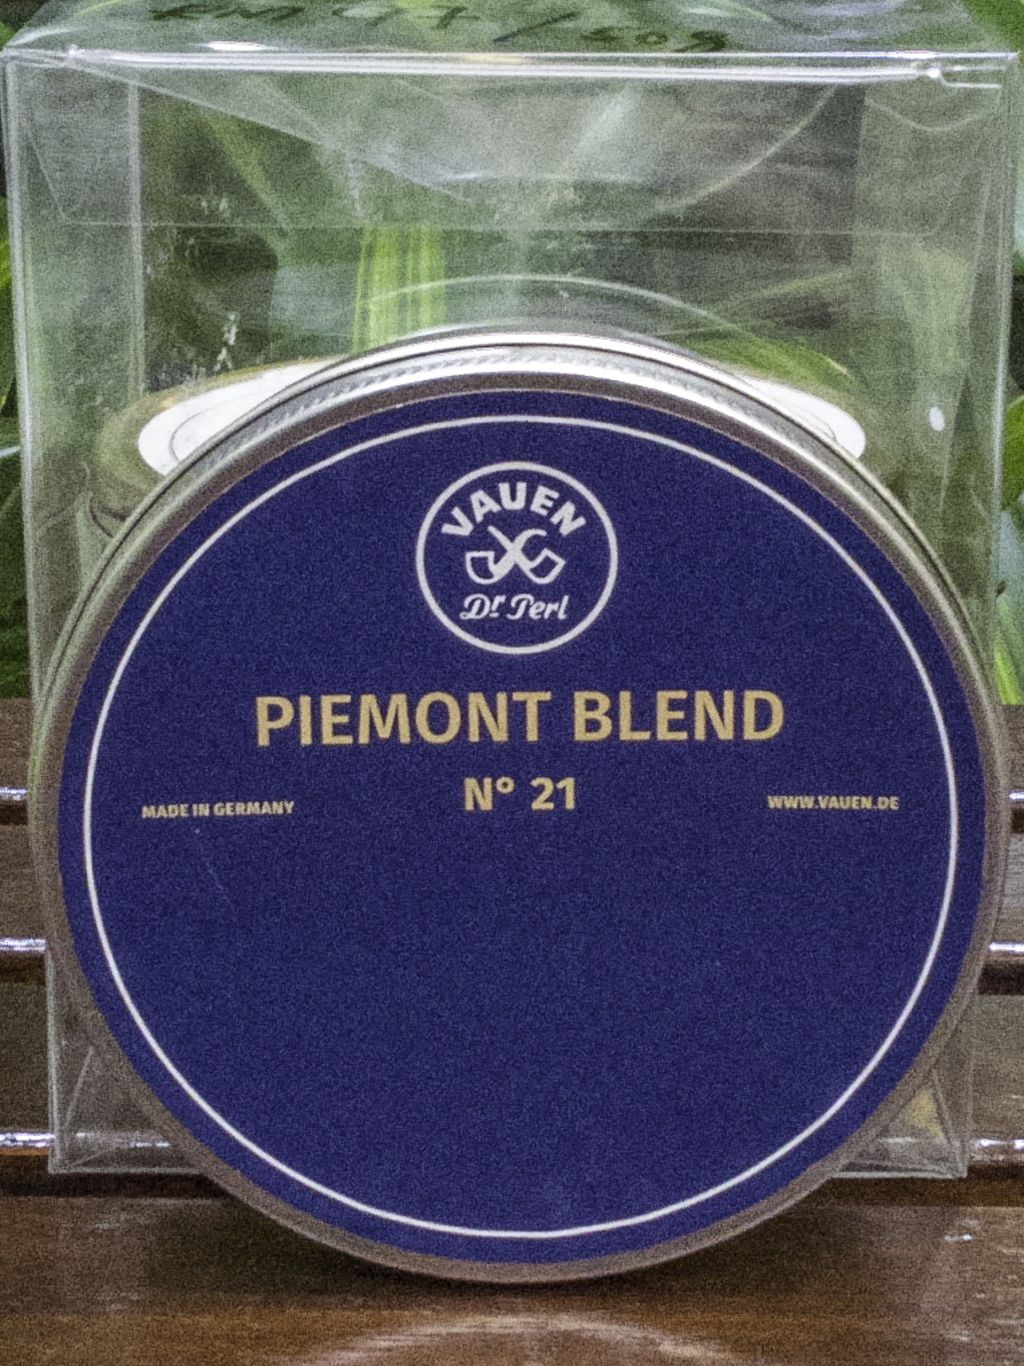 VAUEN
Dr Perl
PIEMONT BLEND
N° 21
MADE IN GERMANY
WWW.VAUEN.DE